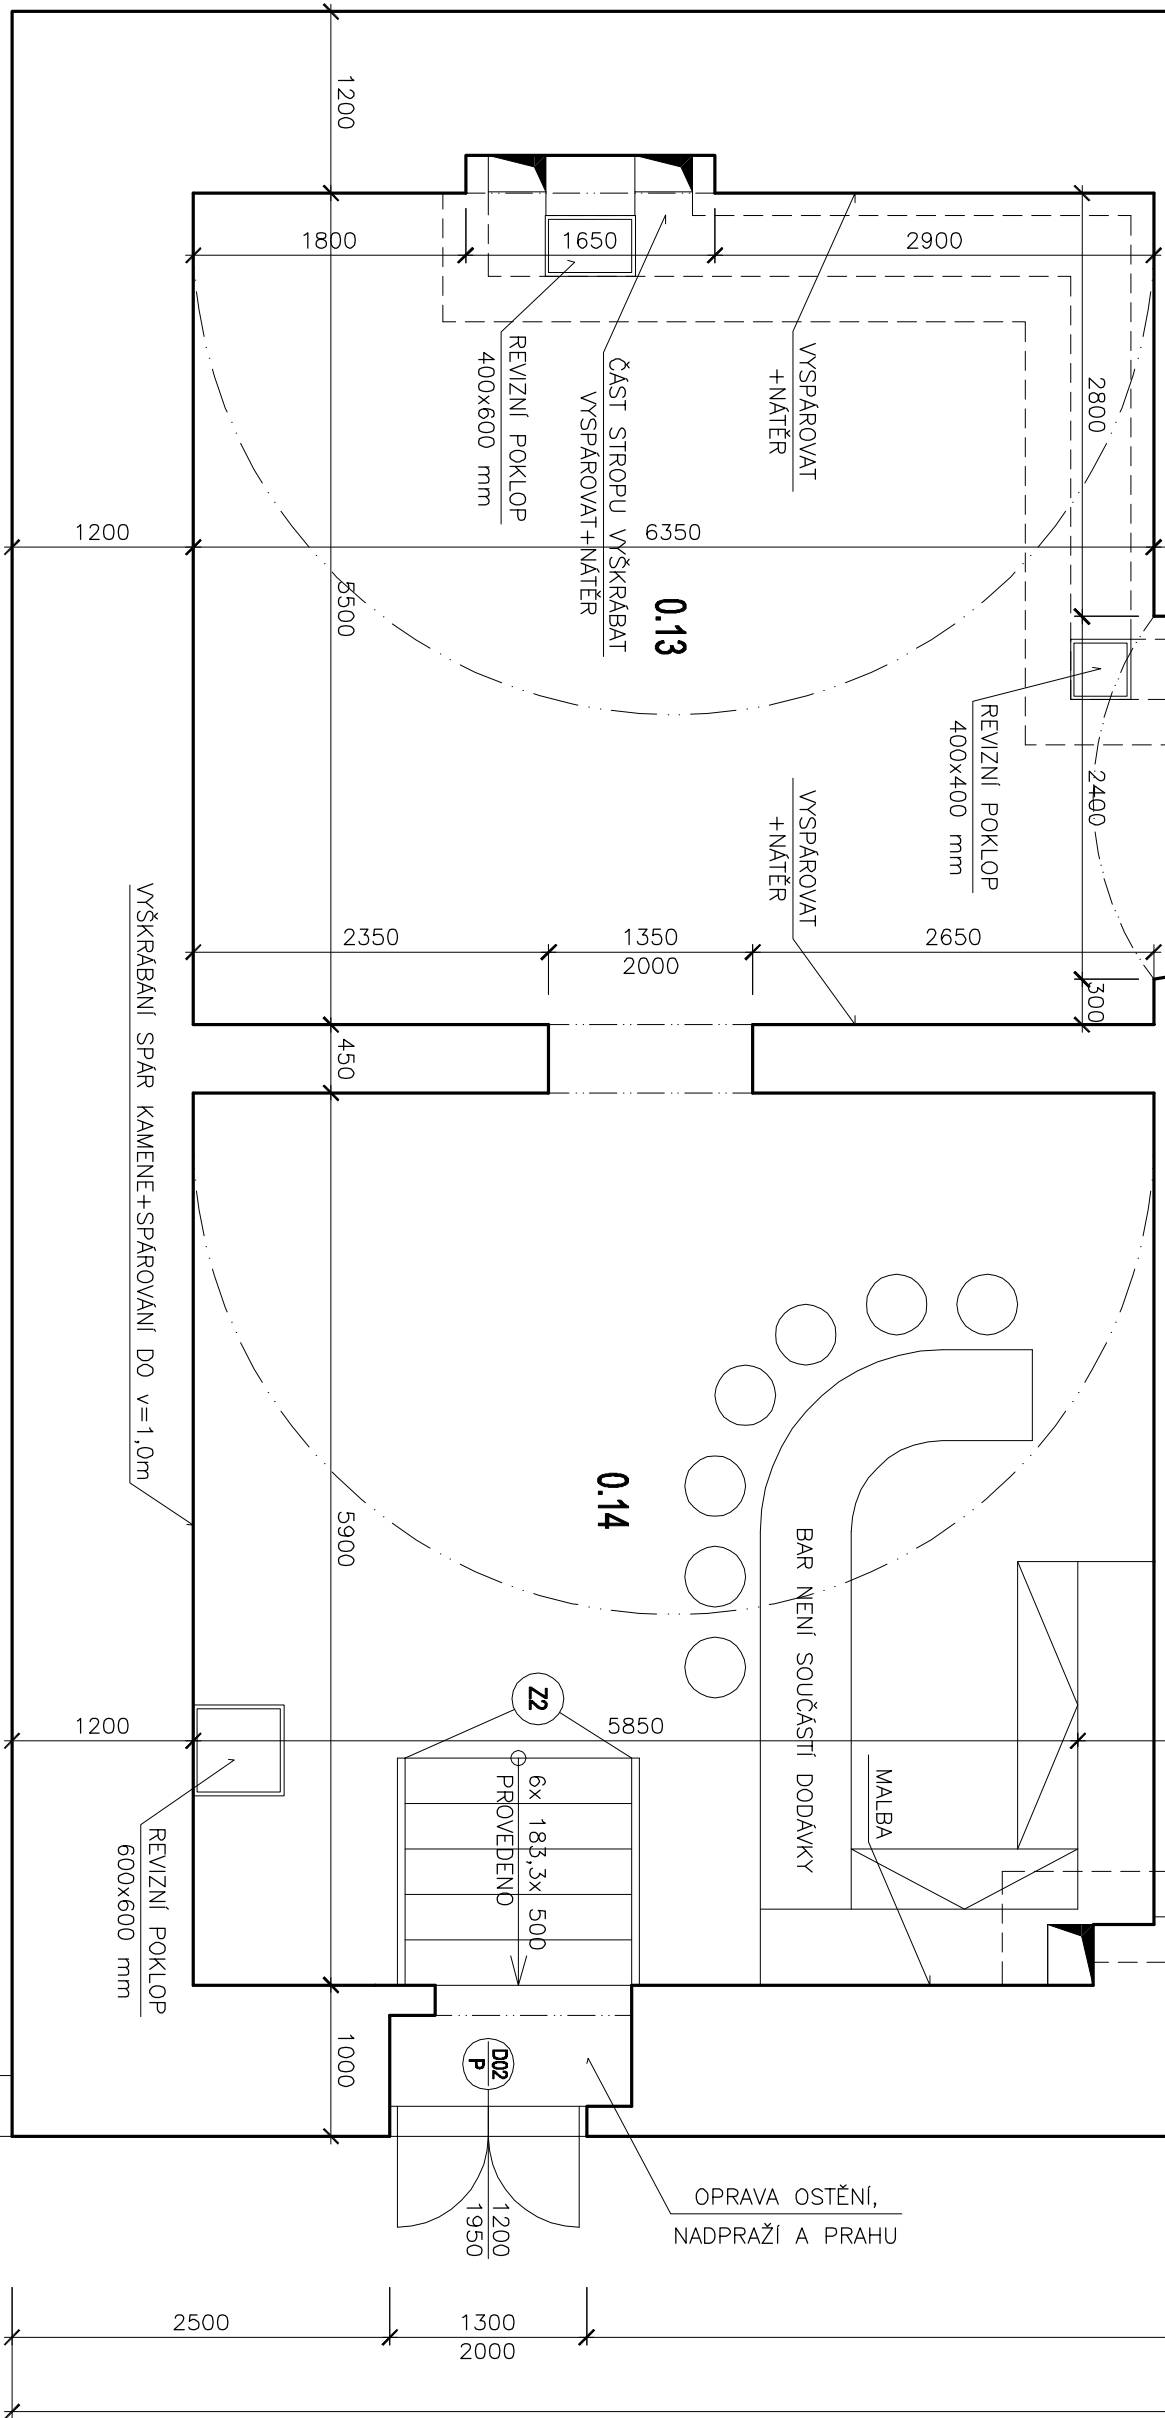 1200
1800
1650
2900
REVIZNÍ POKLOP
400x600 mm
ČÁST STROPU VYŠKRÁBAT
VYSPÁROVAT+NÁTĚR
VYSPÁROVAT
+NÁTĚR
2800
1200
6350
5500
0.13
REVIZNÍ POKLOP
400x400 mm
2400
VYSPÁROVAT
+NÁTĚR
2350
1350
2000
2650
300
450
VYŠKRÁBÁNÍ SPÁR KAMENE+SPÁROVÁNÍ DO v=1,0m
0.14
5900
BAR NENÍ SOUČÁSTÍ DODÁVKY
Z2
1200
5850
6x 183,3x 500
PROVEDENO
MALBA
REVIZNÍ POKLOP
600x600 mm
1000
D02
P
1200
1950
OPRAVA OSTĚNÍ,
NADPRAŽÍ A PRAHU
2500
1300
2000